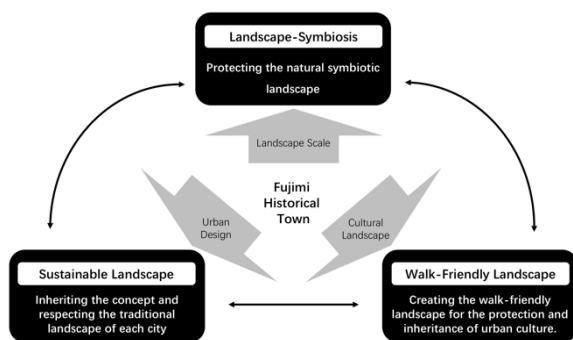 Landscape-Symbiosis
Protecting the natural symbiotic
landscape
Landscape Scale
Fujimi
Historical
Town
Urban
Design
Cultural
Landscape
Sustainable Landscape
Inheriting the concept and
respecting the traditional
landscape of each city
Walk-Friendly Landscape
Creating the walk-friendly
landscape for the protection and
inheritance of urban culture.